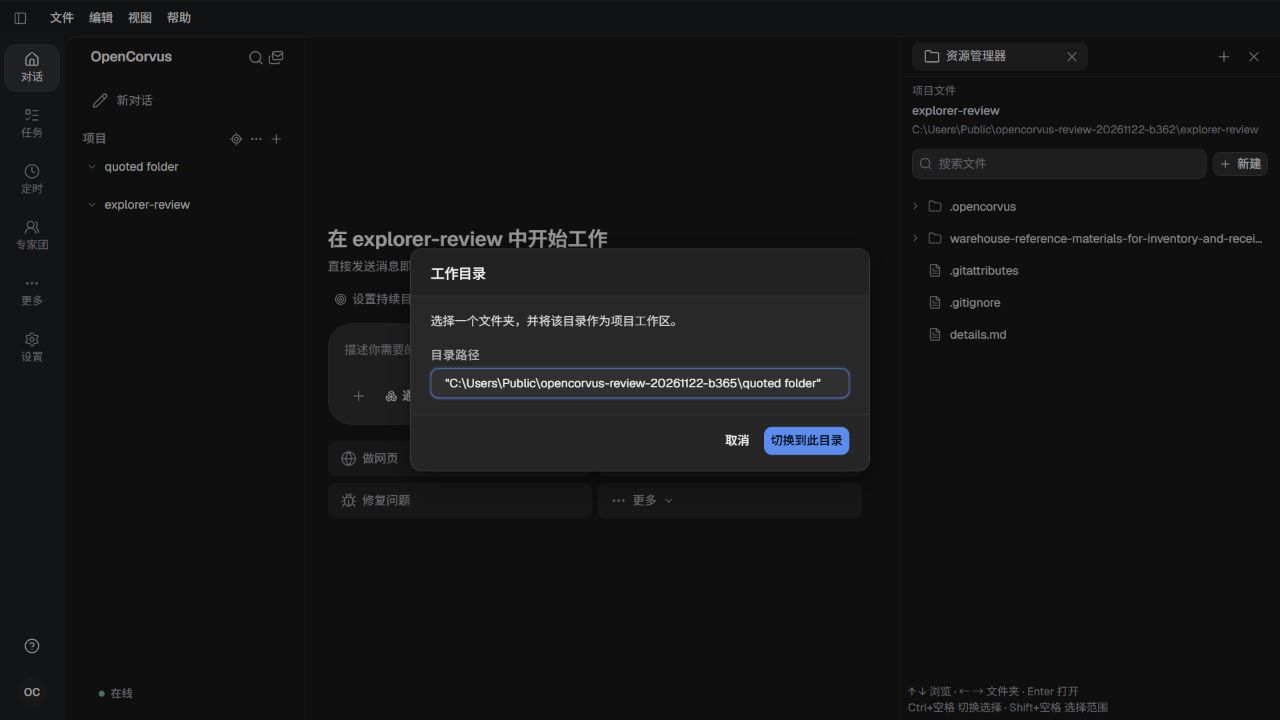 文件 编辑 视图 帮助
对话
任务
定时
专家团
更多
设置
OC
OpenCorvus
新对话
项目
quoted folder
explorer-review
在线
在 explorer-review 中开始工作
直接发送消息即
设置持续目
描述你需要的
做网页
修复问题
更多
工作目录
选择一个文件夹，并将该目录作为项目工作区。
目录路径
"C:\Users\Public\opencorvus-review-20261122-b365\quoted folder"
取消 切换到此目录
资源管理器
项目文件
explorer-review
C:\Users\Public\opencorvus-review-20261122-b362\explorer-review
搜索文件 新建
.opencorvus
warehouse-reference-materials-for-inventory-and-recei...
.gitattributes
.gitignore
details.md
↑↓ 浏览 · ←→ 文件夹 · Enter 打开
Ctrl+空格 切换选择 · Shift+空格 选择范围